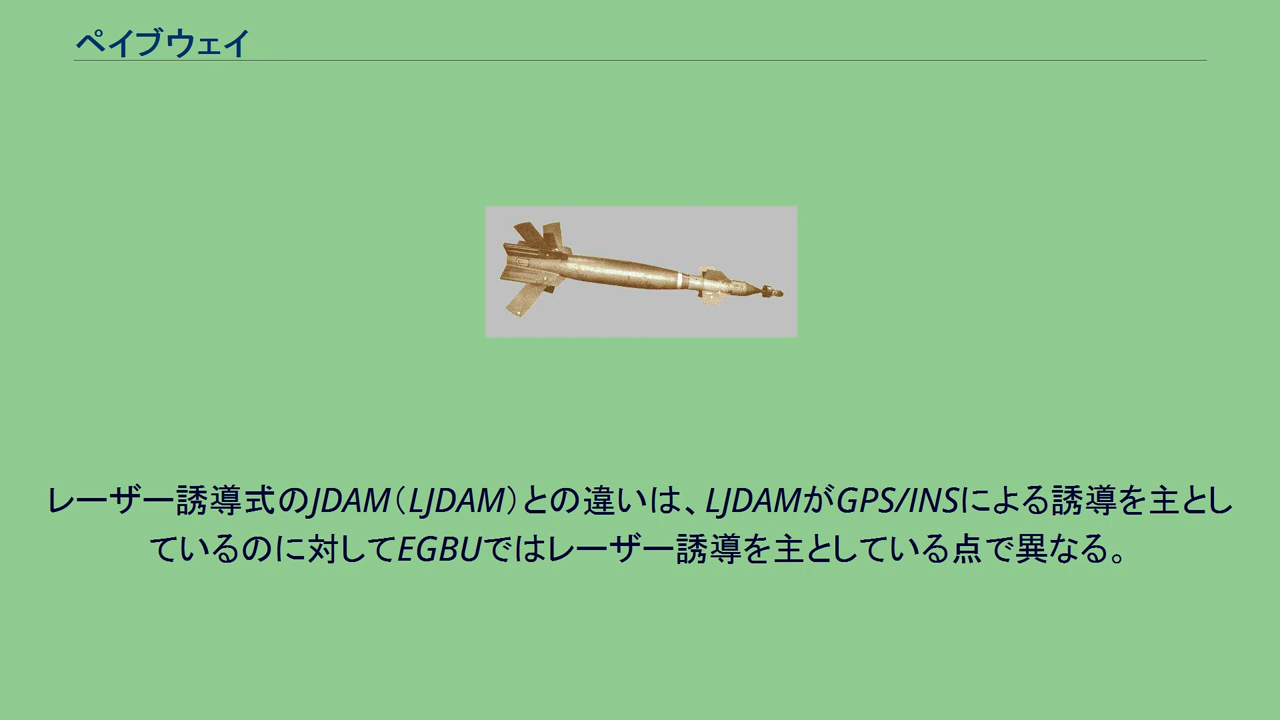 ペイブウェイ
レーザー誘導式のJDAM（LJDAM）との違いは、LJDAMがGPS/INSによる誘導を主とし
ているのに対してEGBUではレーザー誘導を主としている点で異なる。